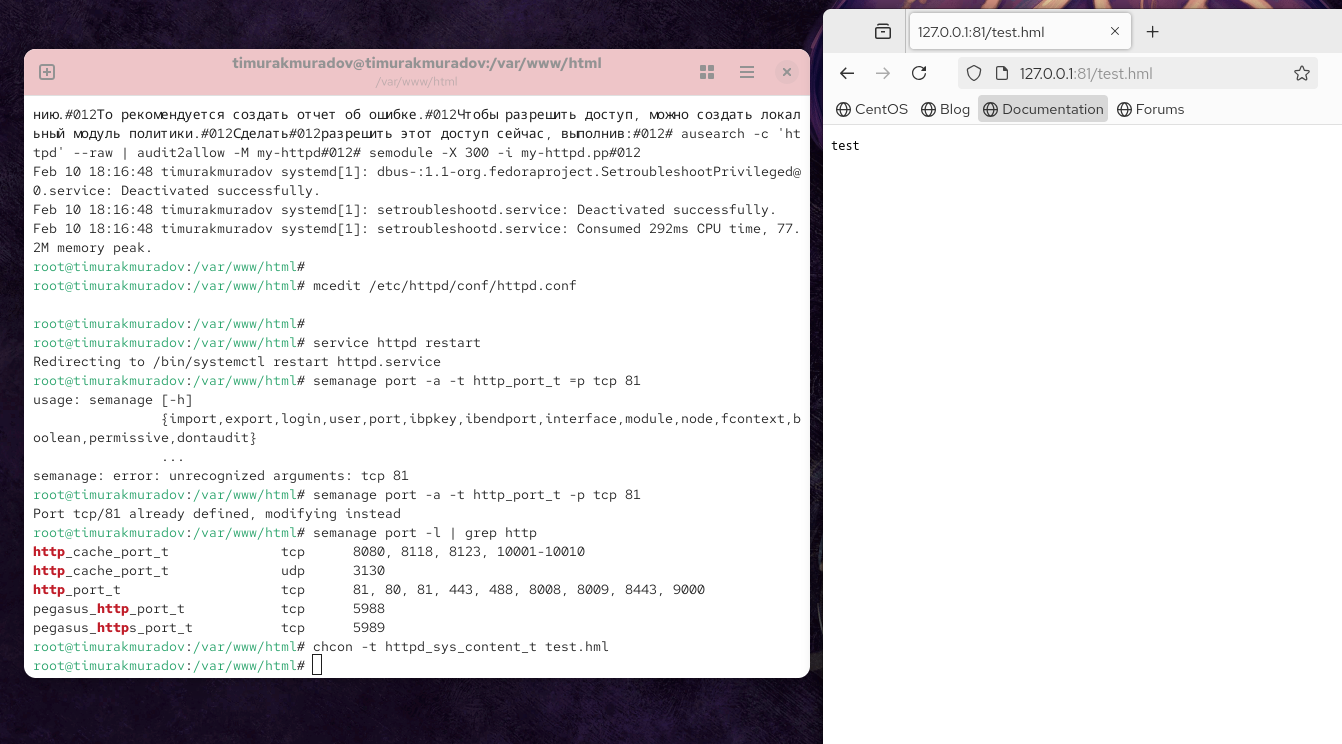 timurakmuradov@timurakmuradov:/var/www/html
/var/www/html
нию.#012То рекомендуется создать отчет об ошибке.#012Чтобы разрешить доступ, можно создать локал
ьный модуль политики.#012Сделать#012разрешить этот доступ сейчас, выполнив:#012# ausearch -c 'ht
tpd' --raw | audit2allow -M my-httpd#012# semodule -X 300 -i my-httpd.pp#012
Feb 10 18:16:48 timurakmuradov systemd[1]: dbus-:1.1-org.fedoraproject.SetroubleshootPrivileged@
0.service: Deactivated successfully.
Feb 10 18:16:48 timurakmuradov systemd[1]: setroubleshootd.service: Deactivated successfully.
Feb 10 18:16:48 timurakmuradov systemd[1]: setroubleshootd.service: Consumed 292ms CPU time, 77.
2M memory peak.
root@timurakmuradov:/var/www/html#
root@timurakmuradov:/var/www/html# mcedit /etc/httpd/conf/httpd.conf
root@timurakmuradov:/var/www/html#
root@timurakmuradov:/var/www/html# service httpd restart
Redirecting to /bin/systemctl restart httpd.service
root@timurakmuradov:/var/www/html# semanage port -a -t http_port_t =p tcp 81
usage: semanage [-h]
{import,export,login,user,port,ibpkey,ibendport,interface,module,node,fcontext,b
oolean,permissive,dontaudit}
...
semanage: error: unrecognized arguments: tcp 81
root@timurakmuradov:/var/www/html# semanage port -a -t http_port_t -p tcp 81
Port tcp/81 already defined, modifying instead
root@timurakmuradov:/var/www/html# semanage port -l | grep http
http_cache_port_t tcp 8080, 8118, 8123, 10001-10010
http_cache_port_t udp 3130
http_port_t tcp 81, 80, 81, 443, 488, 8008, 8009, 8443, 9000
pegasus_http_port_t tcp 5988
pegasus_https_port_t tcp 5989
root@timurakmuradov:/var/www/html# chcon -t httpd_sys_content_t test.hml
root@timurakmuradov:/var/www/html#
127.0.0.1:81/test.hml
127.0.0.1:81/test.hml
CentOS Blog Documentation Forums
test